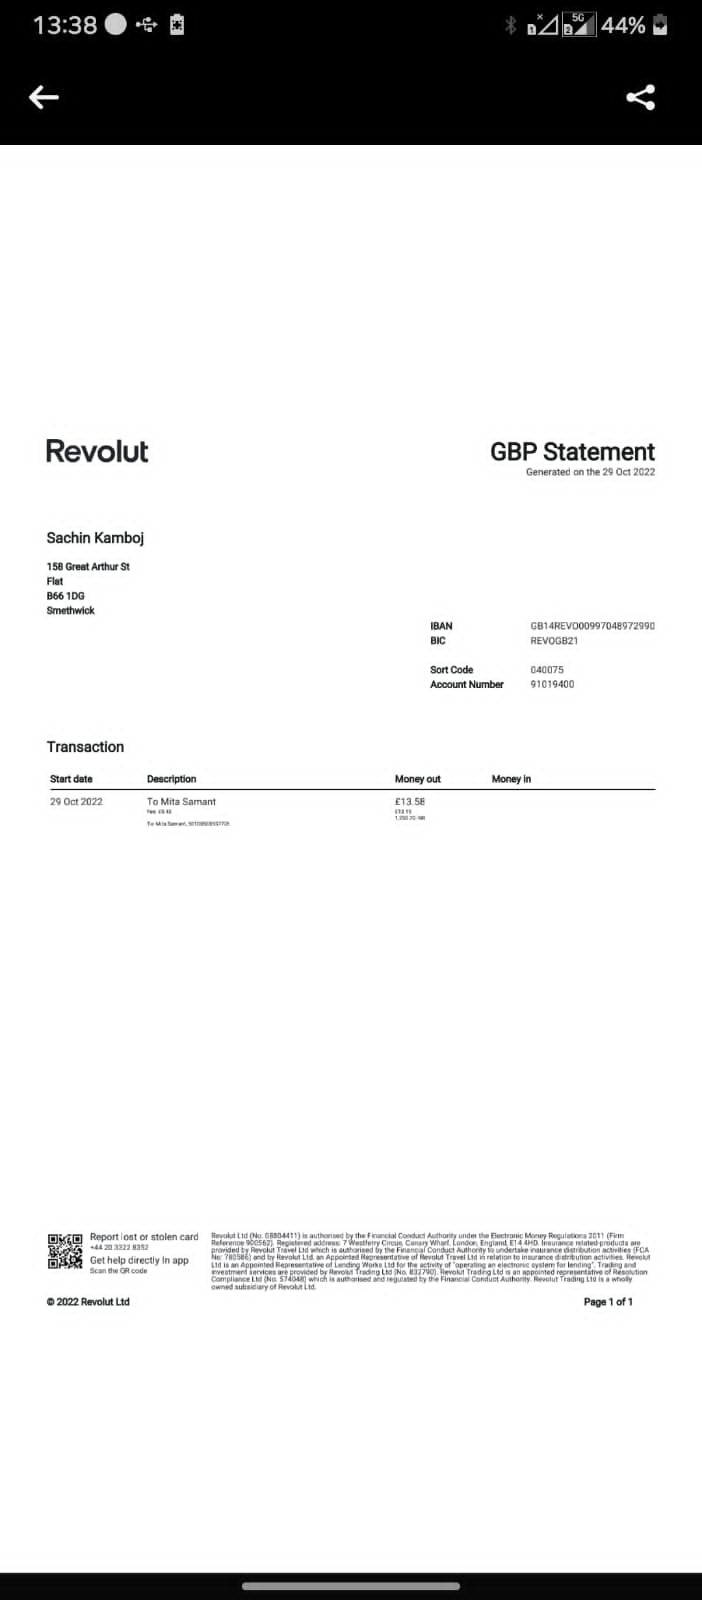 13:38 44%
5G
Revolut
GBP Statement
Generated on the 29 Oct 2022
Sachin Kamboj
158 Great Arthur St
Flat
B66 1DG
Smethwick
IBAN GB14REVO00997048972990
BIC REVOGB21
Sort Code 040075
Account Number 91019400
Transaction
Start date Description Money out Money in
29 Oct 2022 To Mita Samant £13.58
To: Mita Samant,
Report lost or stolen card
+44 20 3322 8352
Get help directly In app
Scan the QR code
Revolut Ltd (No. 08804411) is authorised by the Financial Conduct Authority under the Electronic Money Regulations 2011 (Firm
Reference 900562). Registered address: 7 Westferry Circus, Canary Wharf, London, England, E14 4HD. Insurance related-products are
provided by Revolut Travel Ltd which is authorised by the Financial Conduct Authority to undertake insurance distribution activities (FCA
No: 780586) and by Revolut Ltd, an Appointed Representative of Revolut Travel Ltd in relation to insurance distribution activities. Revolut
Ltd is an Appointed Representative of Lending Works Ltd for the activity of "operating an electronic system for lending". Trading and
investment services are provided by Revolut Trading Ltd (No. 832790). Revolut Trading Ltd is an appointed representative of Resolution
Compliance Ltd (No. 574048) which is authorised and regulated by the Financial Conduct Authority. Revolut Trading Ltd is a wholly
owned subsidiary of Revolut Ltd.
© 2022 Revolut Ltd
Page 1 of 1